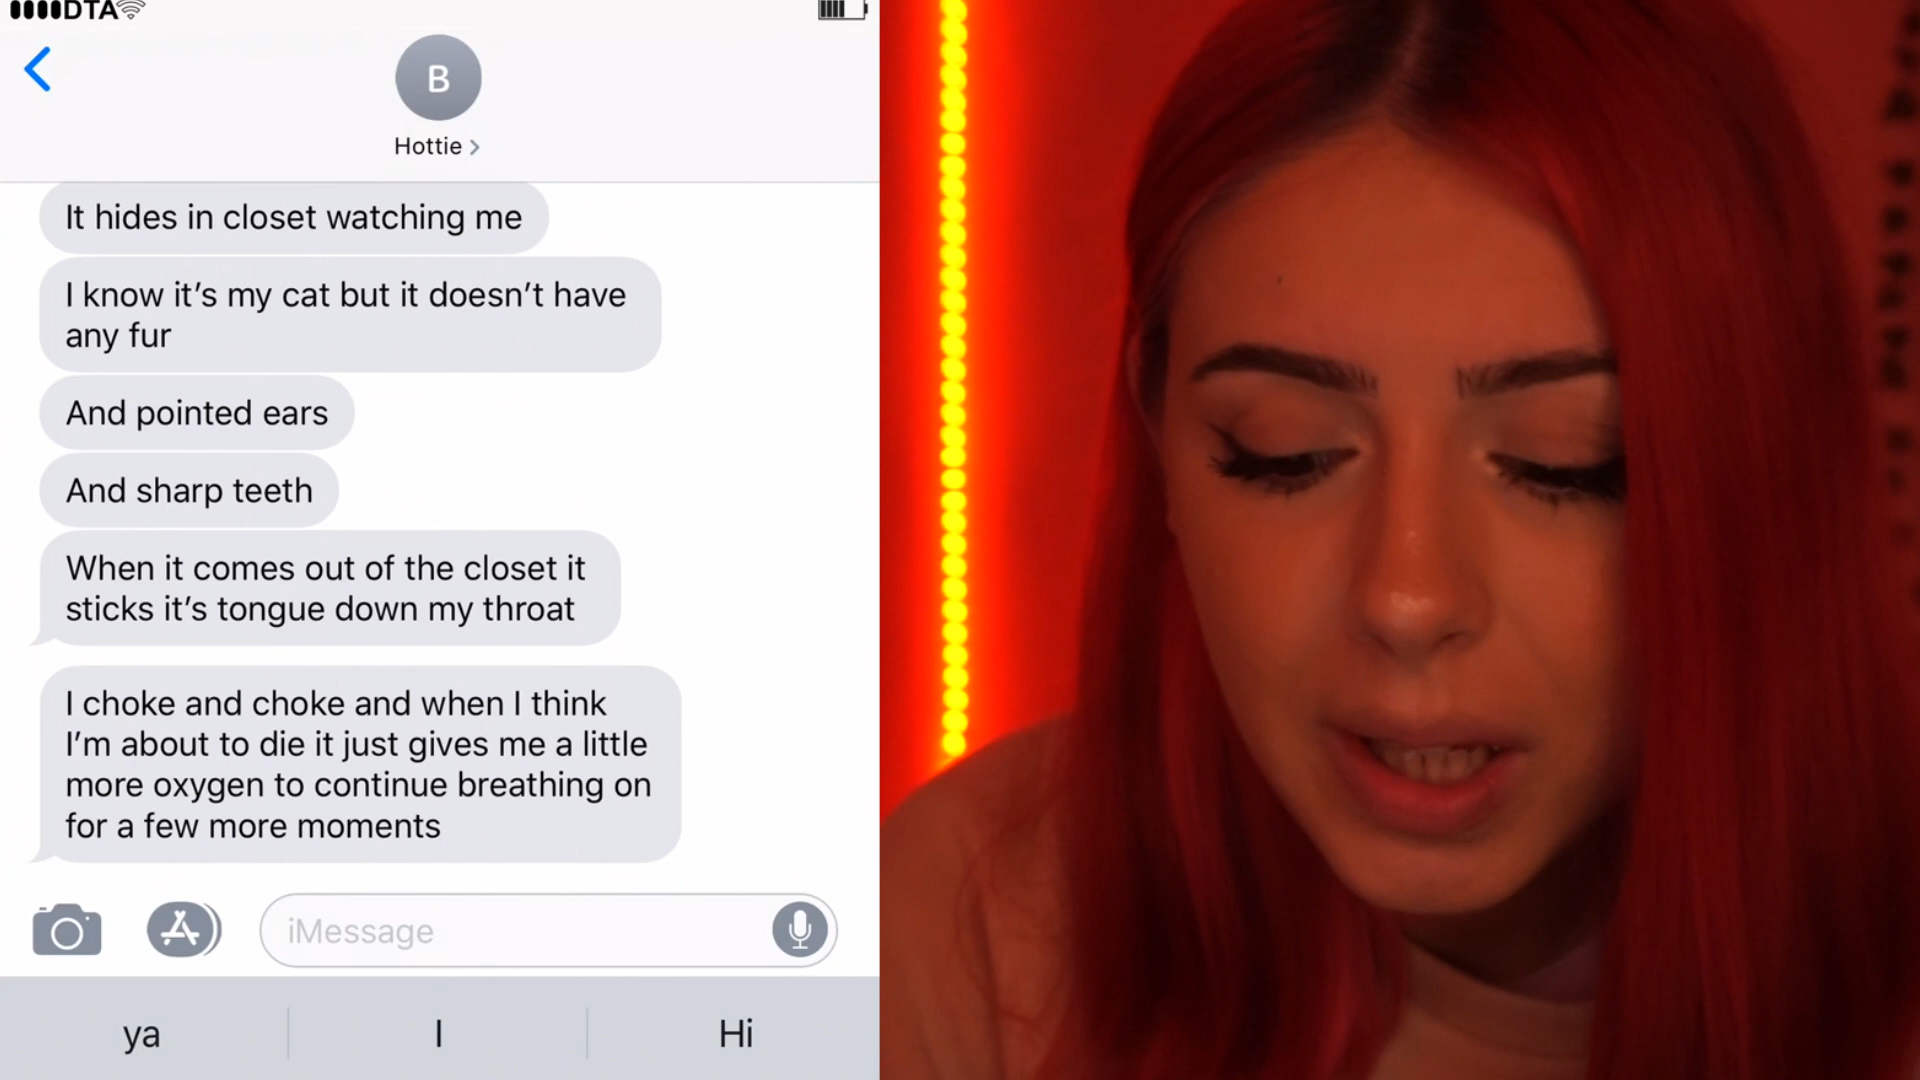 DTA
B
Hottie >
It hides in closet watching me
I know it’s my cat but it doesn’t have
any fur
And pointed ears
And sharp teeth
When it comes out of the closet it
sticks it’s tongue down my throat
I choke and choke and when I think
I’m about to die it just gives me a little
more oxygen to continue breathing on
for a few more moments
iMessage
ya
I
Hi